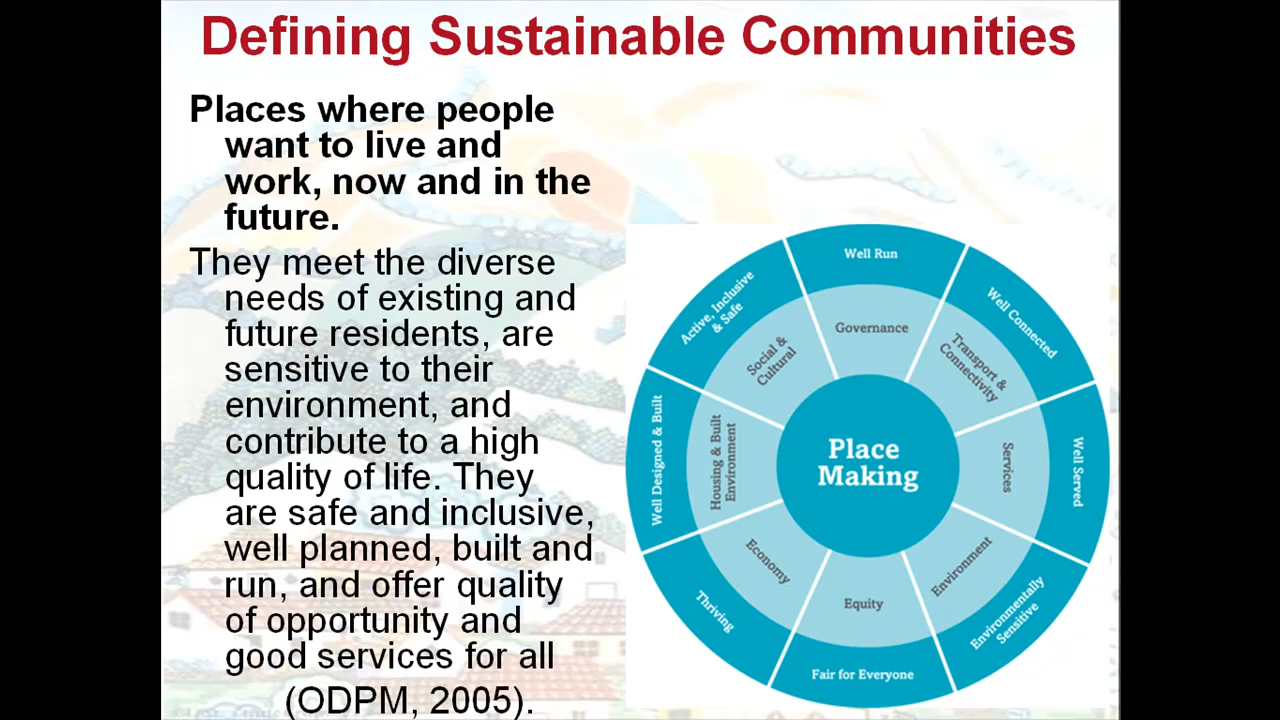 Defining Sustainable Communities
Places where people
want to live and
work, now and in the
future.
They meet the diverse
needs of existing and
future residents, are
sensitive to their
environment, and
contribute to a high
quality of life. They
are safe and inclusive,
well planned, built and
run, and offer quality
of opportunity and
good services for all
(ODPM, 2005).
Well Run
Well Connected
Well Served
Environmentally
Sensitive
Fair for Everyone
Thriving
Well Designed & Built
Active, Inclusive
& Safe
Governance
Transport &
Connectivity
Services
Environment
Equity
Economy
Housing & Built
Environment
Social &
Cultural
Place
Making